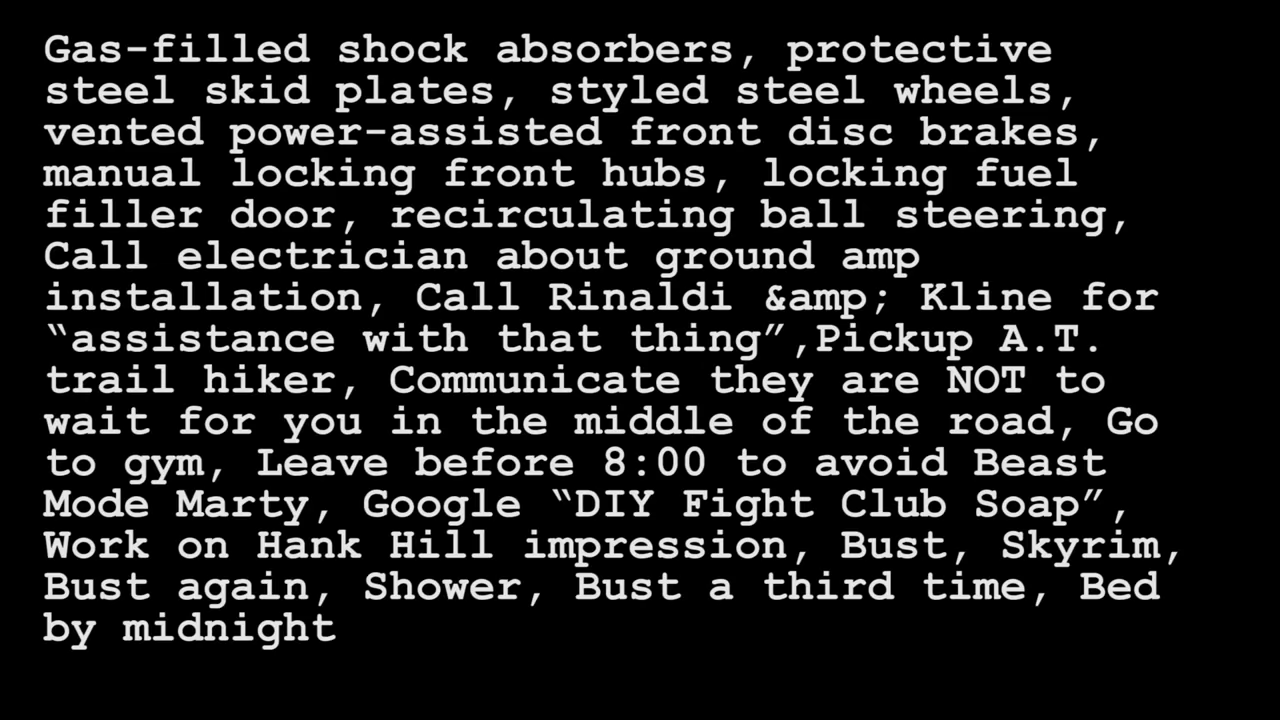 Gas-filled shock absorbers, protective
steel skid plates, styled steel wheels,
vented power-assisted front disc brakes,
manual locking front hubs, locking fuel
filler door, recirculating ball steering,
Call electrician about ground amp
installation, Call Rinaldi &amp; Kline for
“assistance with that thing”,Pickup A.T.
trail hiker, Communicate they are NOT to
wait for you in the middle of the road, Go
to gym, Leave before 8:00 to avoid Beast
Mode Marty, Google “DIY Fight Club Soap”,
Work on Hank Hill impression, Bust, Skyrim,
Bust again, Shower, Bust a third time, Bed
by midnight